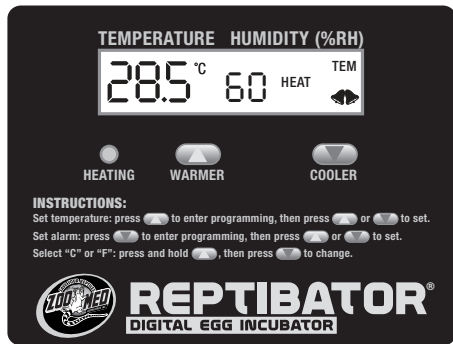 TEMPERATURE HUMIDITY (%RH)
28.5 °C 60 HEAT TEM
HEATING WARMER COOLER
INSTRUCTIONS:
Set temperature: press to enter programming, then press or to set.
Set alarm: press to enter programming, then press or to set.
Select “C” or “F”: press and hold , then press to change.
ZOO MED
REPTIBATOR®
DIGITAL EGG INCUBATOR